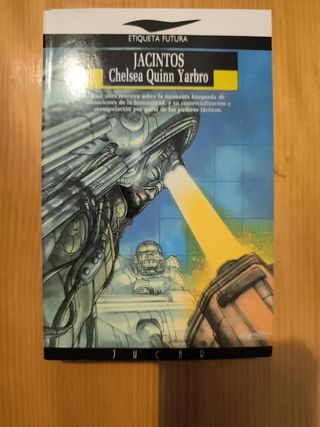 ETIQUETA FUTURA
JACINTOS
Chelsea Quinn Yarbro
Una obra maestra sobre la incesante búsqueda de
sensaciones de la humanidad, y su comercialización y
manipulación por parte de los poderes fácticos.
JUCAR